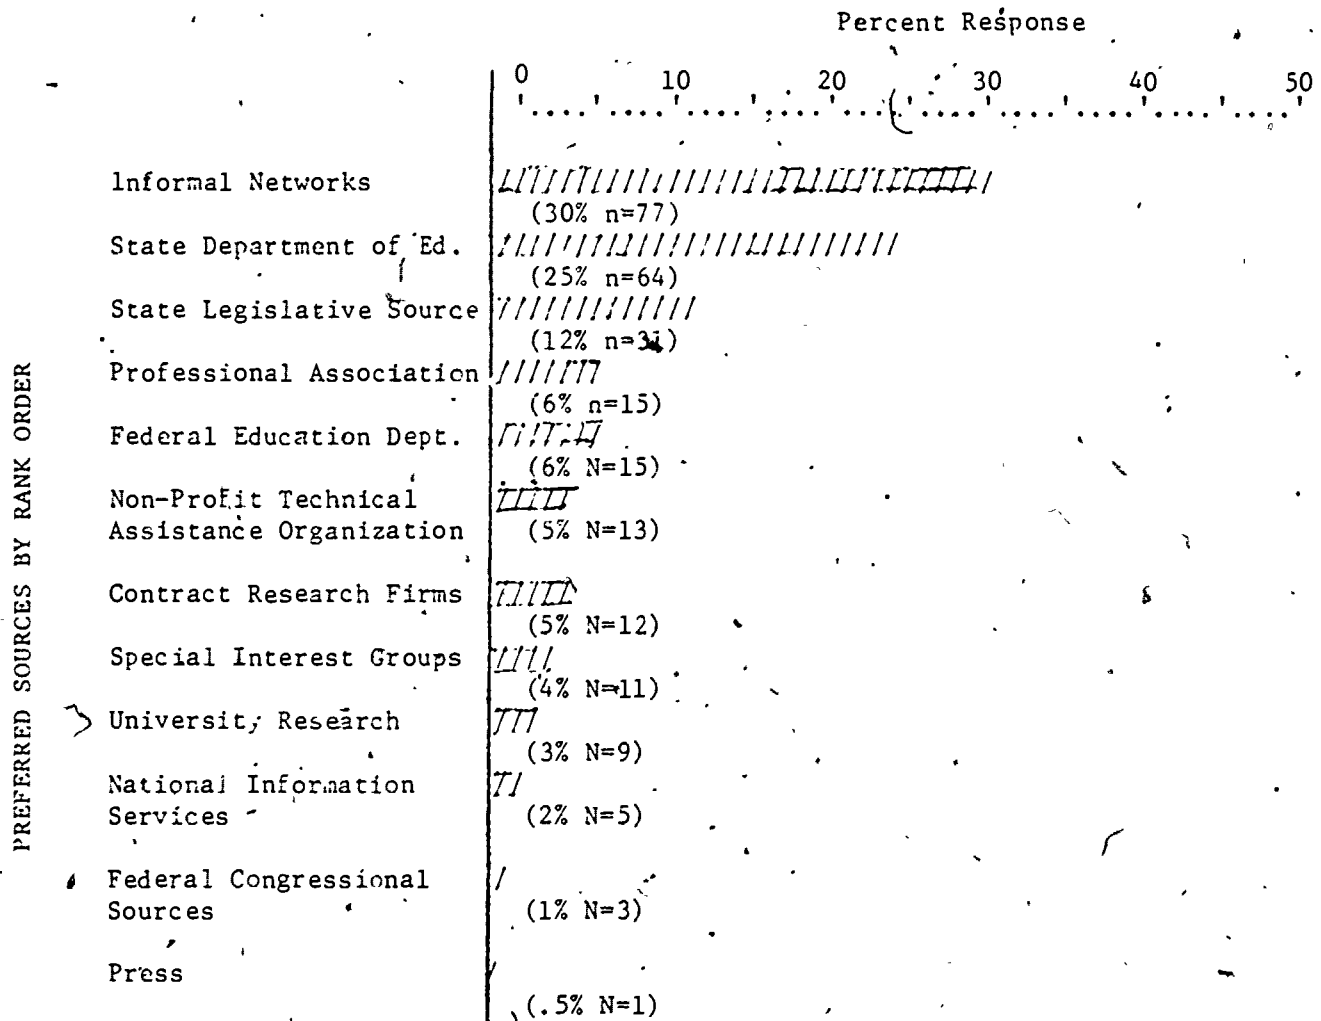 Percent Response
0 10 20 30 40 50
Informal Networks
(30% n=77)
State Department of Ed.
(25% n=64)
State Legislative Source
(12% n=31)
Professional Association
(6% n=15)
Federal Education Dept.
(6% N=15)
Non-Profit Technical
Assistance Organization
(5% N=13)
Contract Research Firms
(5% N=12)
Special Interest Groups
(4% N=11)
University Research
(3% N=9)
National Information
Services
(2% N=5)
Federal Congressional
Sources
(1% N=3)
Press
(.5% N=1)
PREFERRED SOURCES BY RANK ORDER